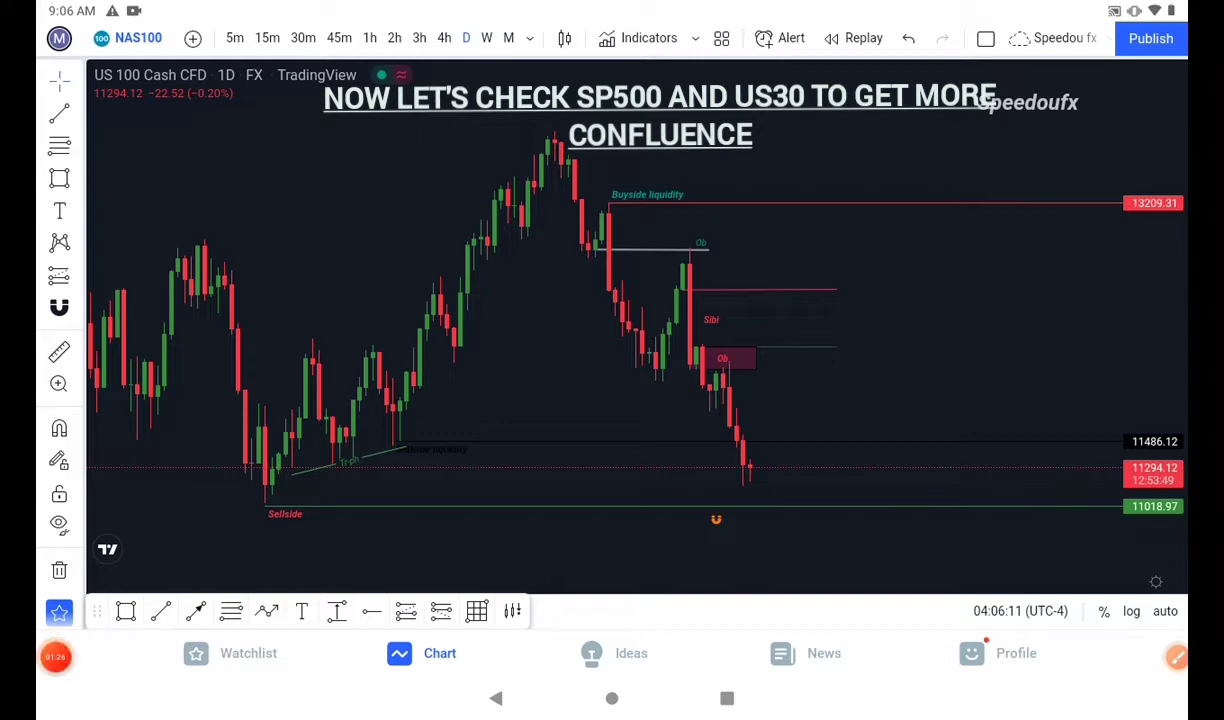 9:06 AM
M
100 NAS100 5m 15m 30m 45m 1h 2h 3h 4h D W M Indicators Alert Replay Speedou fx Publish
US 100 Cash CFD · 1D · FX · TradingView
11294.12 −22.52 (−0.20%)
NOW LET'S CHECK SP500 AND US30 TO GET MORE
CONFLUENCE
Speedoufx
Buyside liquidity
13209.31
Ob
Sibi
Ob
11486.12
11294.12
12:53:49
11018.97
Sellside
04:06:11 (UTC-4) % log auto
01:26
Watchlist Chart Ideas News Profile